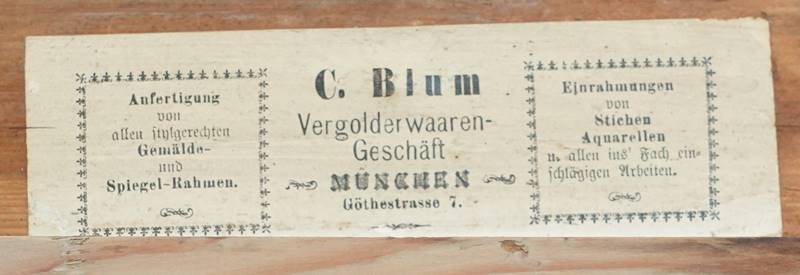 Anfertigung
von
allen stylgerechten
Gemälde-
und
Spiegel-Rahmen.
C. Blum
Vergolderwaaren-
Geschäft
MÜNCHEN
Göthestrasse 7.
Einrahmungen
von
Stichen
Aquarellen
u. allen ins' Fach ein-
schlägigen Arbeiten.